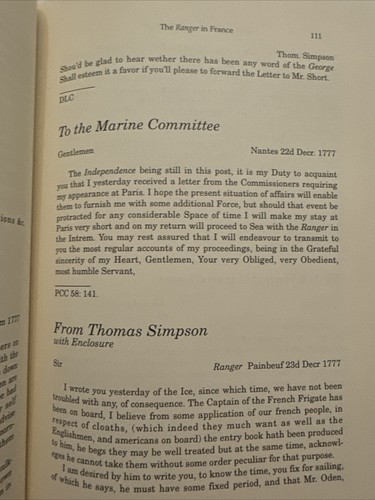 The Ranger in France
111
Thom. Simpson
Shou'd be glad to hear wether there has been any word of the George
Shall esteem it a favor if you'll please to forward the Letter to Mr. Short.
DLC
To the Marine Committee
Gentlemen
Nantes 22d Decr. 1777
The Independence being still in this port, it is my Duty to acquaint
you that I yesterday received a letter from the Commissioners requiring
my appearance at Paris. I hope the present situation of affairs will enable
them to furnish me with some additional Force, but should that event be
protracted for any considerable Space of time I will make my stay at
Paris very short and on my return will proceed to Sea with the Ranger in
the Intrem. You may rest assured that I will endeavour to transmit to
you the most regular accounts of my proceedings, being in the Grateful
sincerity of my Heart, Gentlemen, Your very Obliged, very Obedient,
most humble Servant,
PCC 58: 141.
From Thomas Simpson
with Enclosure
Sir
Ranger Painbeuf 23d Decr 1777
I wrote you yesterday of the Ice, since which time, we have not been
troubled with any, of consequence. The Captain of the French Frigate has
been on board, I believe from some application of our french people, in
respect of cloaths, (which indeed they much want as well as the
Englishmen, and americans on board) the entry book hath been produced
to him, he begs they may be well treated but at the same time, acknowl-
eges he cannot take them without some order peculiar for that purpose.
I am desired by him to write you, to know the time, you fix for sailing,
of which he says, he must have some fixed period, and that Mr. Oden,
ions &c.
1777